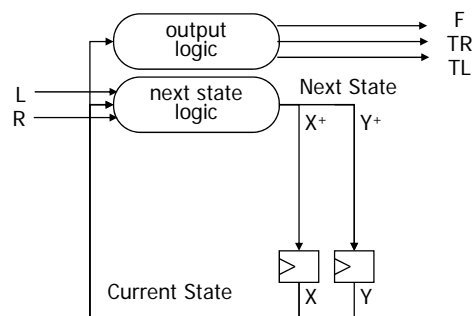 output
logic
F
TR
TL
L
R
next state
logic
Next State
X+
Y+
Current State
X
Y